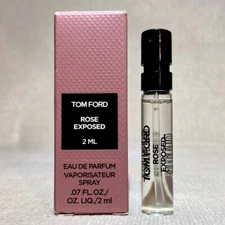 TOM FORD
ROSE
EXPOSED
2 ML
EAU DE PARFUM
VAPORISATEUR
SPRAY
.07 FL.OZ./
OZ. LIQ./2 ml
TOM FORD
ROSE
EXPOSED